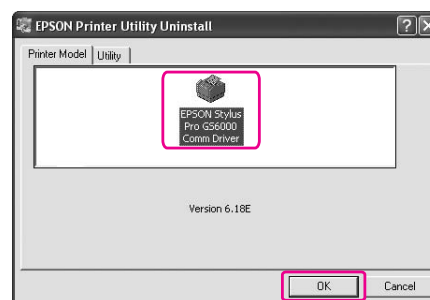 EPSON Printer Utility Uninstall
Printer Model
Utility
EPSON Stylus
Pro GS6000
Comm Driver
Version 6.18E
OK
Cancel